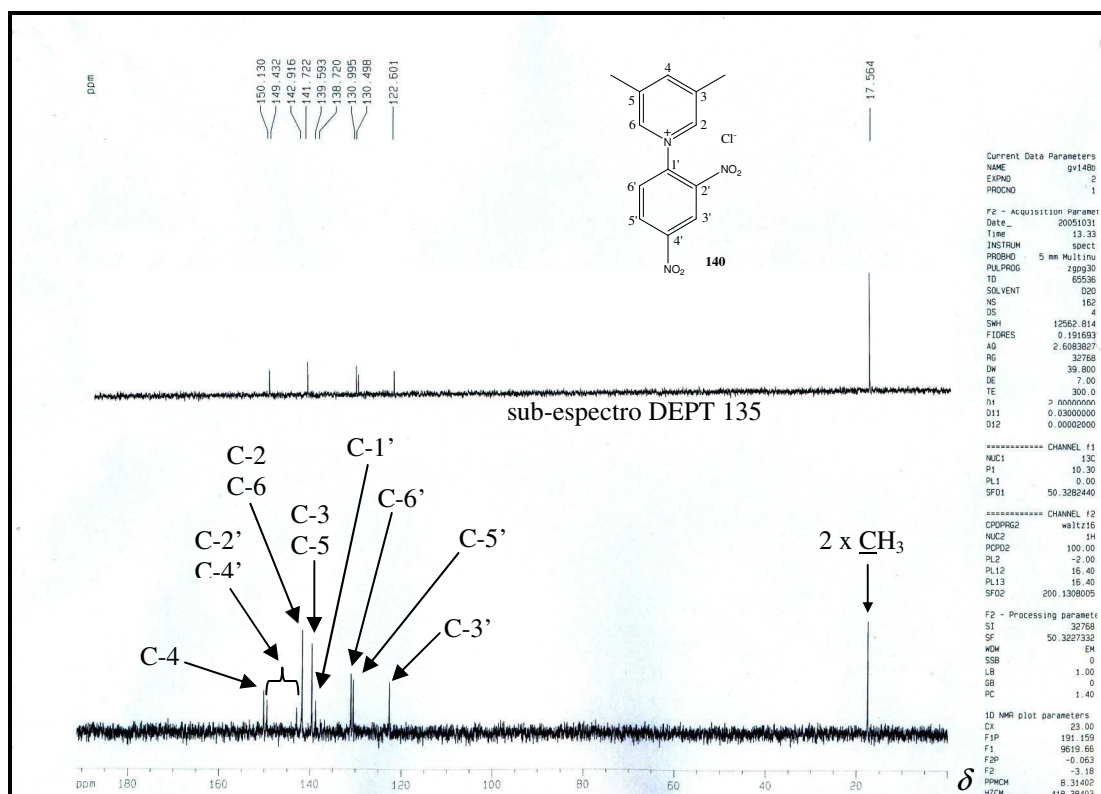 ppm
150.130
149.432
142.916
141.722
139.593
138.720
130.995
130.498
122.601
17.564
4
5
3
6
2
N
+
Cl-
1'
6'
2'
NO2
5'
3'
4'
NO2
140
sub-espectro DEPT 135
C-2
C-6
C-1'
C-3
C-5
C-6'
C-2'
C-4'
C-5'
C-3'
C-4
2 x CH3
ppm 180 160 140 120 100 80 60 40 20 δ
Current Data Parameters
NAME gv148b
EXPNO 2
PROCNO 1
F2 - Acquisition Paramet
Date_ 20051031
Time 13.33
INSTRUM spect
PROBHD 5 mm Multinu
PULPROG zgpg30
TD 65536
SOLVENT D2O
NS 162
DS 4
SWH 12562.814
FIDRES 0.191693
AQ 2.6083827
RG 32768
DW 39.800
DE 7.00
TE 300.0
D1 2.00000000
D11 0.03000000
D12 0.00002000
============ CHANNEL f1
NUC1 13C
P1 10.30
PL1 0.00
SFO1 50.3282440
============ CHANNEL f2
CPDPRG2 waltz16
NUC2 1H
PCPD2 100.00
PL2 -2.00
PL12 16.40
PL13 16.40
SFO2 200.1308005
F2 - Processing paramete
SI 32768
SF 50.3227332
WDW EM
SSB 0
LB 1.00
GB 0
PC 1.40
1D NMR plot parameters
CX 23.00
F1P 191.159
F1 9619.66
F2P -0.063
F2 -3.18
PPMCM 8.31402
HZCM 418.38403